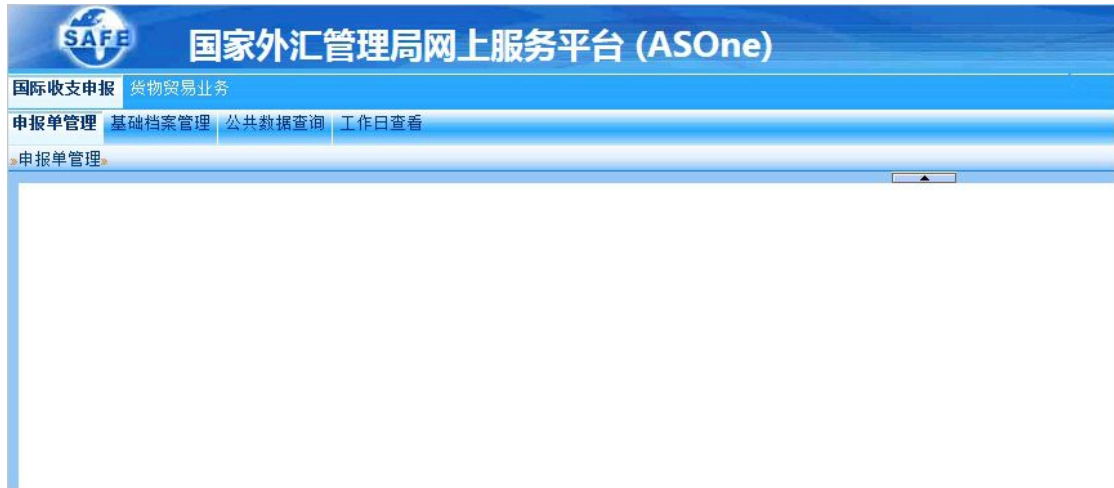 SAFE
国家外汇管理局网上服务平台 (ASOne)
国际收支申报 货物贸易业务
申报单管理 基础档案管理 公共数据查询 工作日查看
»申报单管理»